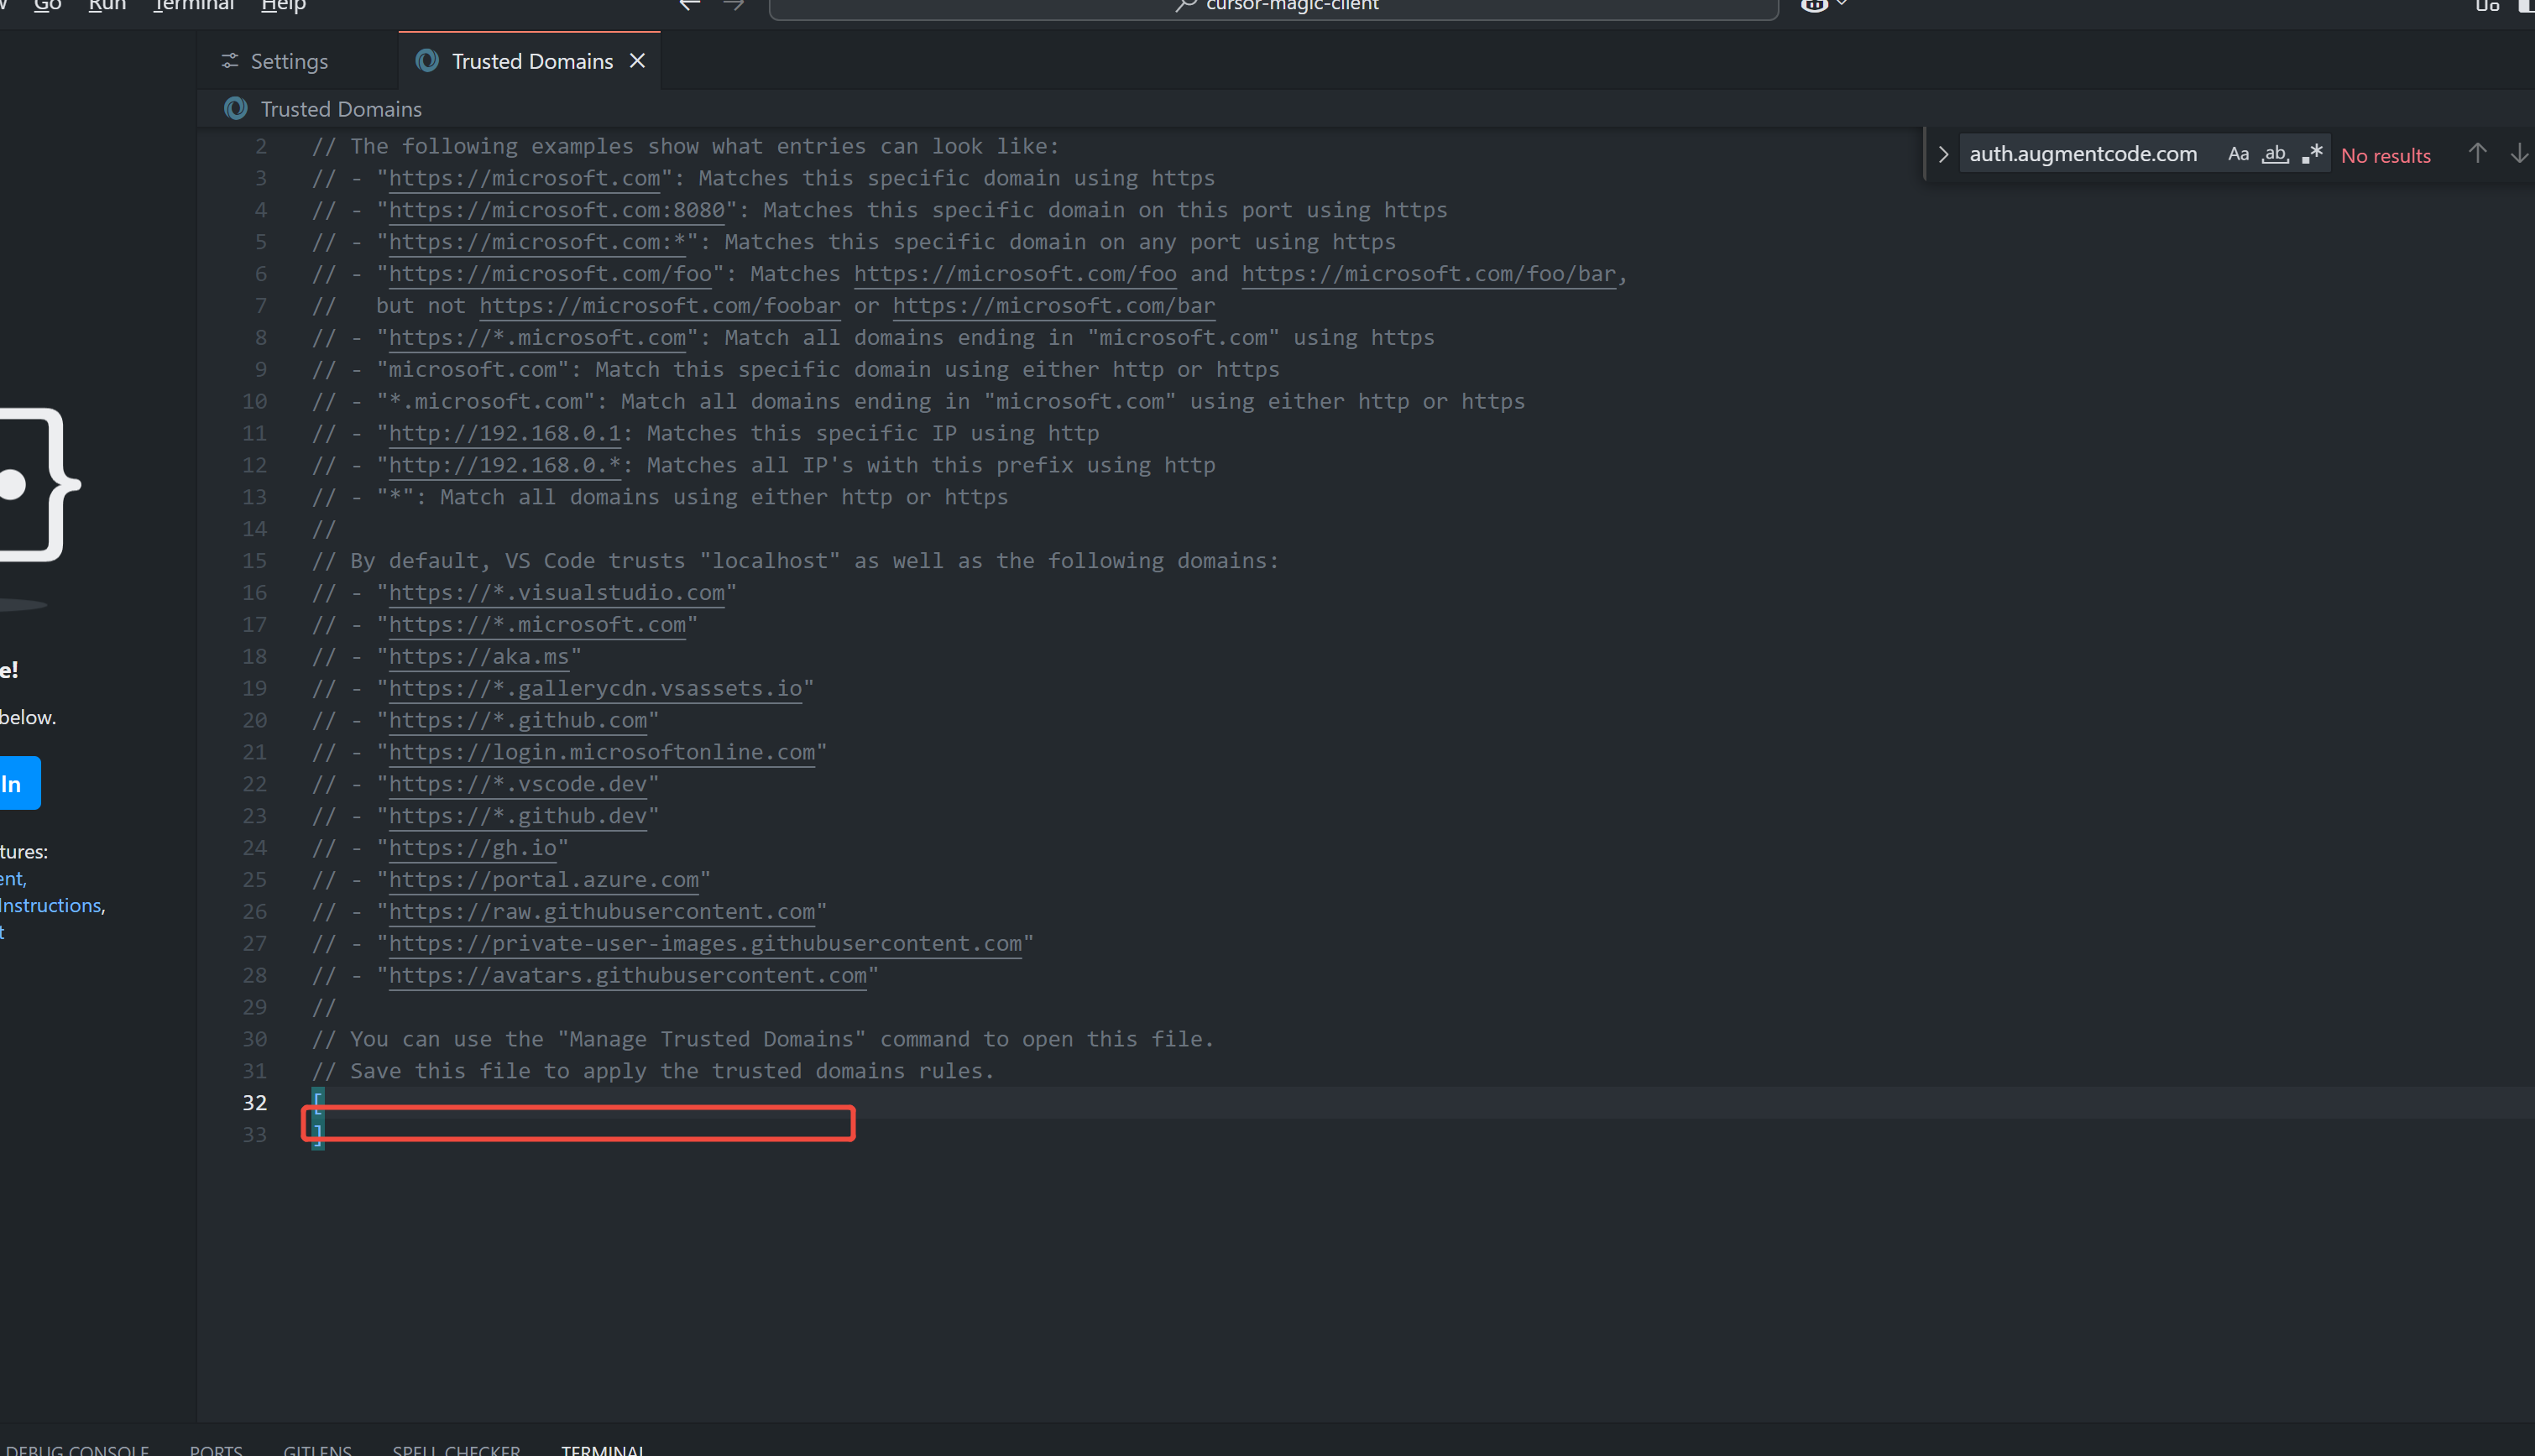 Go Run Terminal Help
cursor-magic-client
Settings
Trusted Domains
Trusted Domains
auth.augmentcode.com Aa ab .* No results
2 // The following examples show what entries can look like:
3 // - "https://microsoft.com": Matches this specific domain using https
4 // - "https://microsoft.com:8080": Matches this specific domain on this port using https
5 // - "https://microsoft.com:*": Matches this specific domain on any port using https
6 // - "https://microsoft.com/foo": Matches https://microsoft.com/foo and https://microsoft.com/foo/bar,
7 //   but not https://microsoft.com/foobar or https://microsoft.com/bar
8 // - "https://*.microsoft.com": Match all domains ending in "microsoft.com" using https
9 // - "microsoft.com": Match this specific domain using either http or https
10 // - "*.microsoft.com": Match all domains ending in "microsoft.com" using either http or https
11 // - "http://192.168.0.1: Matches this specific IP using http
12 // - "http://192.168.0.*: Matches all IP's with this prefix using http
13 // - "*": Match all domains using either http or https
14 //
15 // By default, VS Code trusts "localhost" as well as the following domains:
16 // - "https://*.visualstudio.com"
17 // - "https://*.microsoft.com"
18 // - "https://aka.ms"
19 // - "https://*.gallerycdn.vsassets.io"
20 // - "https://*.github.com"
21 // - "https://login.microsoftonline.com"
22 // - "https://*.vscode.dev"
23 // - "https://*.github.dev"
24 // - "https://gh.io"
25 // - "https://portal.azure.com"
26 // - "https://raw.githubusercontent.com"
27 // - "https://private-user-images.githubusercontent.com"
28 // - "https://avatars.githubusercontent.com"
29 //
30 // You can use the "Manage Trusted Domains" command to open this file.
31 // Save this file to apply the trusted domains rules.
32 [
33 ]
e!
below.
In
tures:
ent,
Instructions,
t
DEBUG CONSOLE PORTS GITLENS SPELL CHECKER TERMINAL